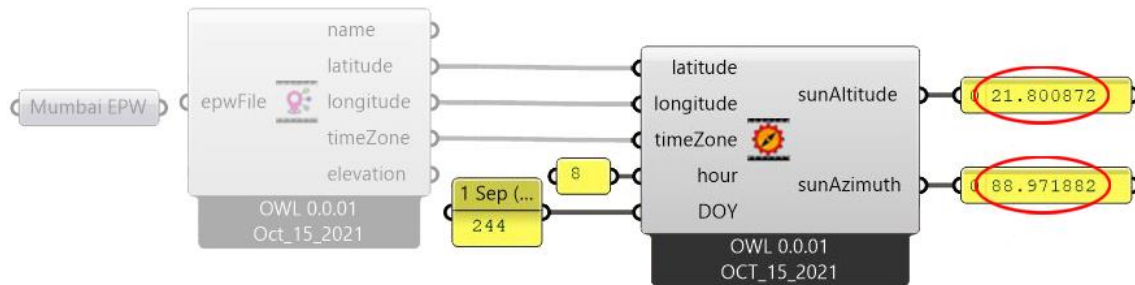 Mumbai EPW
epwFile
name
latitude
longitude
timeZone
elevation
OWL 0.0.01
Oct_15_2021
8
1 Sep (...
244
latitude
longitude
timeZone
hour
DOY
sunAltitude
sunAzimuth
OWL 0.0.01
OCT_15_2021
0 21.800872
0 88.971882